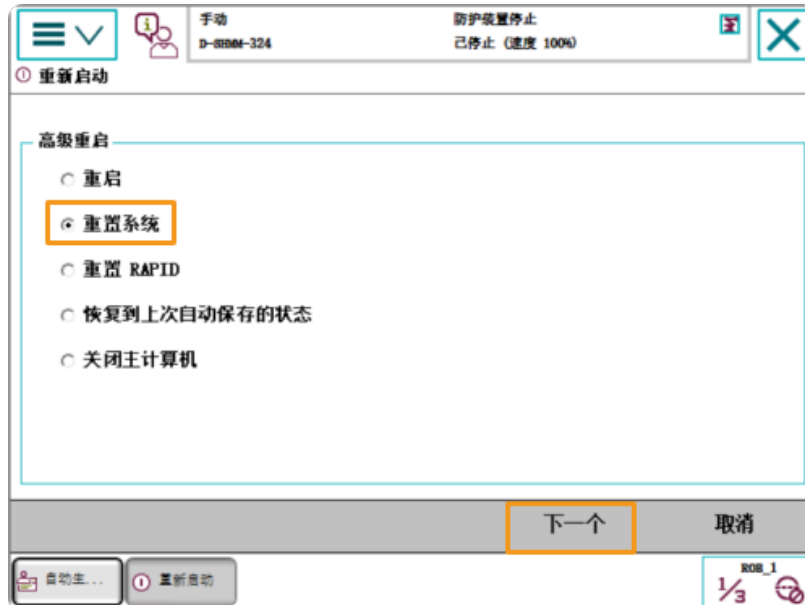 手动
D-SHMM-324
防护装置停止
己停止 (速度 100%)
重新启动
高级重启
重启
重置系统
重置 RAPID
恢复到上次自动保存的状态
关闭主计算机
下一个
取消
自动生...
重新启动
ROB_1
1/3